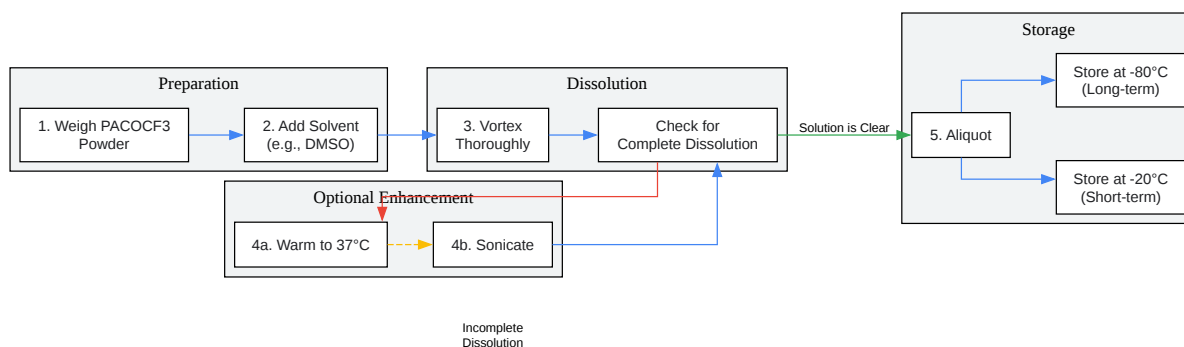 Preparation
1. Weigh PACOCF3
Powder
2. Add Solvent
(e.g., DMSO)
Dissolution
3. Vortex
Thoroughly
Check for
Complete Dissolution
Solution is Clear
Storage
5. Aliquot
Store at -80°C
(Long-term)
Store at -20°C
(Short-term)
Optional Enhancement
4a. Warm to 37°C
4b. Sonicate
Incomplete
Dissolution